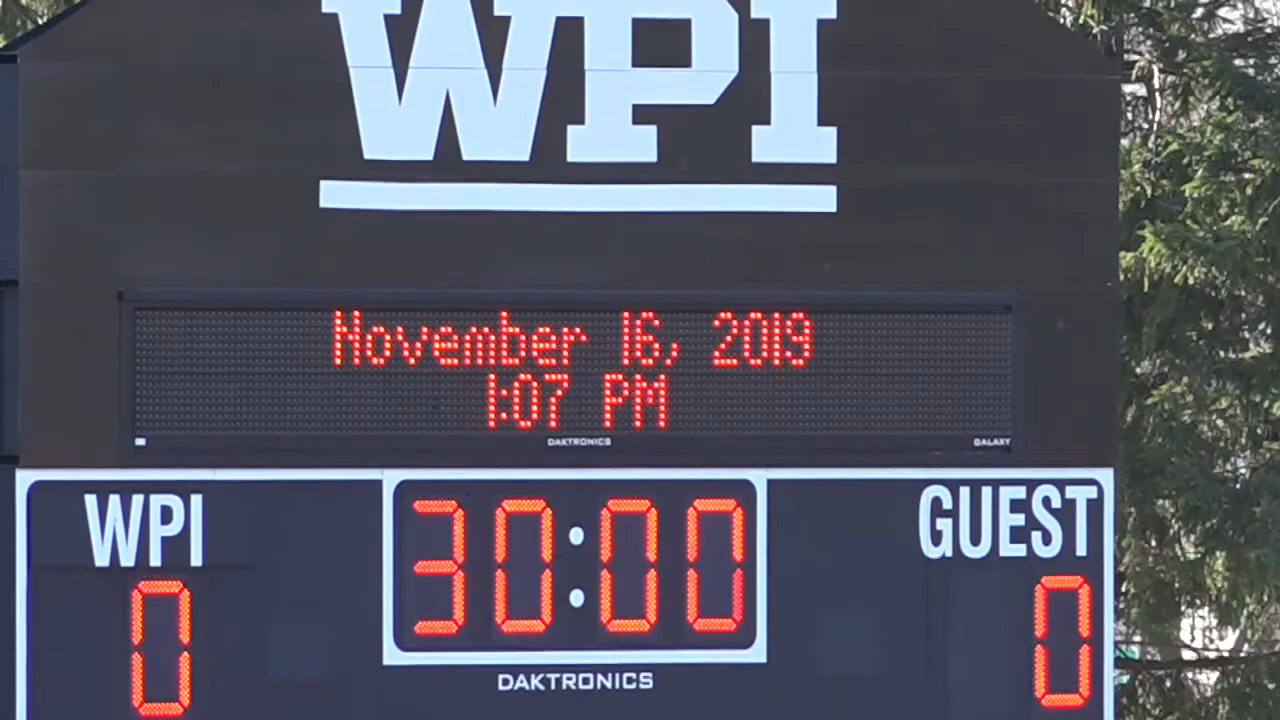 WPI
November 16, 2019
1:07 PM
DAKTRONICS
GALAXY
WPI
30:00
GUEST
0
0
DAKTRONICS